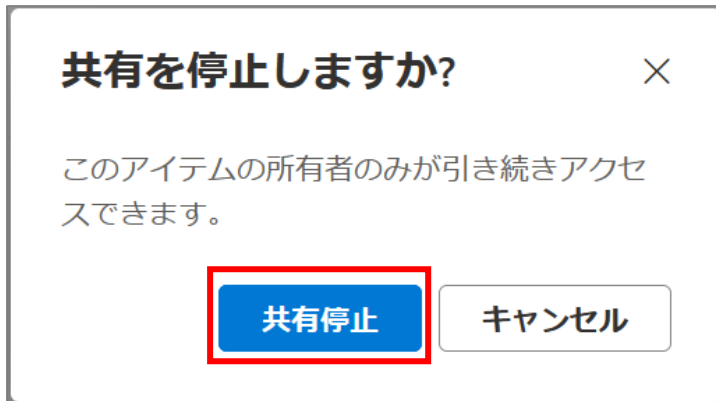 共有を停止しますか?
このアイテムの所有者のみが引き続きアクセ
スできます。
共有停止
キャンセル